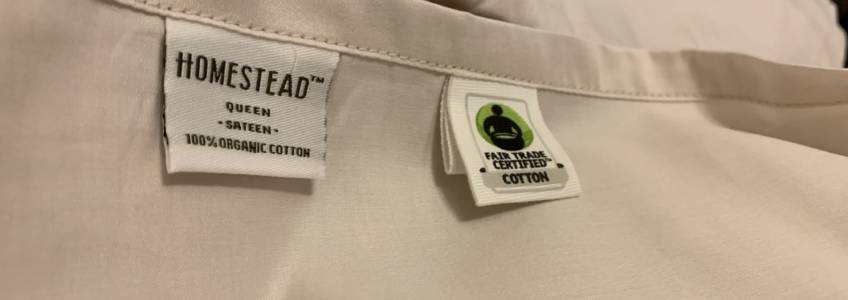 HOMESTEAD™
QUEEN
-SATEEN-
100% ORGANIC COTTON
FAIR TRADE
CERTIFIED™
COTTON